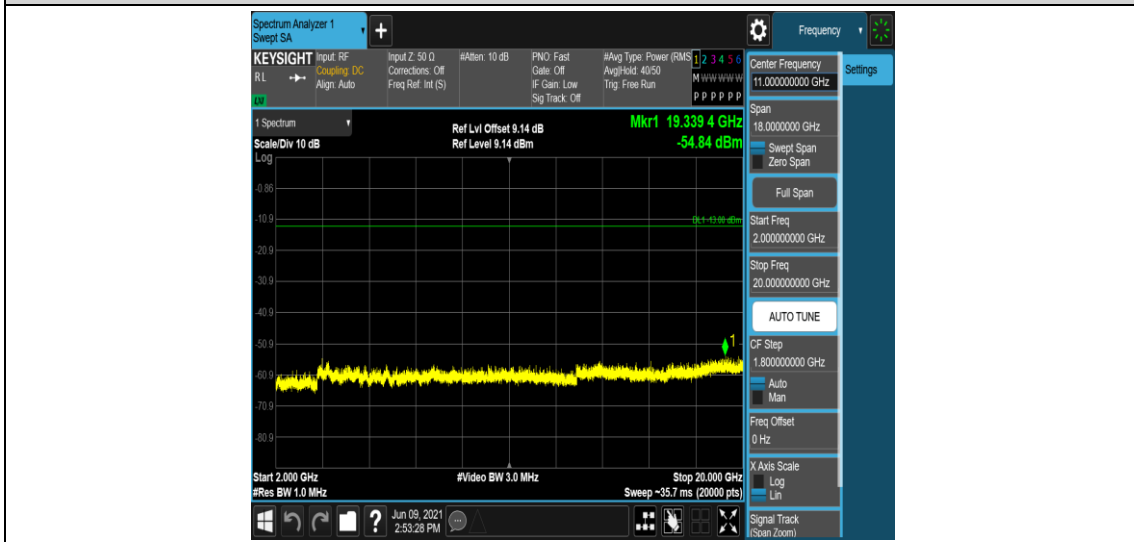 Spectrum Analyzer 1
Swept SA
Frequency
KEYSIGHT
RL
LW
Input: RF
Coupling: DC
Align: Auto
Input Z: 50 Ω
Corrections: Off
Freq Ref: Int (S)
#Atten: 10 dB
PNO: Fast
Gate: Off
IF Gain: Low
Sig Track: Off
#Avg Type: Power (RMS
Avg|Hold: 40/50
Trig: Free Run
1 2 3 4 5 6
M W W W W W
P P P P P P
1 Spectrum
Scale/Div 10 dB
Log
Ref Lvl Offset 9.14 dB
Ref Level 9.14 dBm
Mkr1 19.339 4 GHz
-54.84 dBm
-0.86
-10.9
DL1 -13.00 dBm
-20.9
-30.9
-40.9
-50.9
1
-60.9
-70.9
-80.9
Start 2.000 GHz
#Res BW 1.0 MHz
#Video BW 3.0 MHz
Stop 20.000 GHz
Sweep ~35.7 ms (20000 pts)
Jun 09, 2021
2:53:28 PM
Center Frequency
11.000000000 GHz
Settings
Span
18.0000000 GHz
Swept Span
Zero Span
Full Span
Start Freq
2.000000000 GHz
Stop Freq
20.000000000 GHz
AUTO TUNE
CF Step
1.800000000 GHz
Auto
Man
Freq Offset
0 Hz
X Axis Scale
Log
Lin
Signal Track
(Span Zoom)